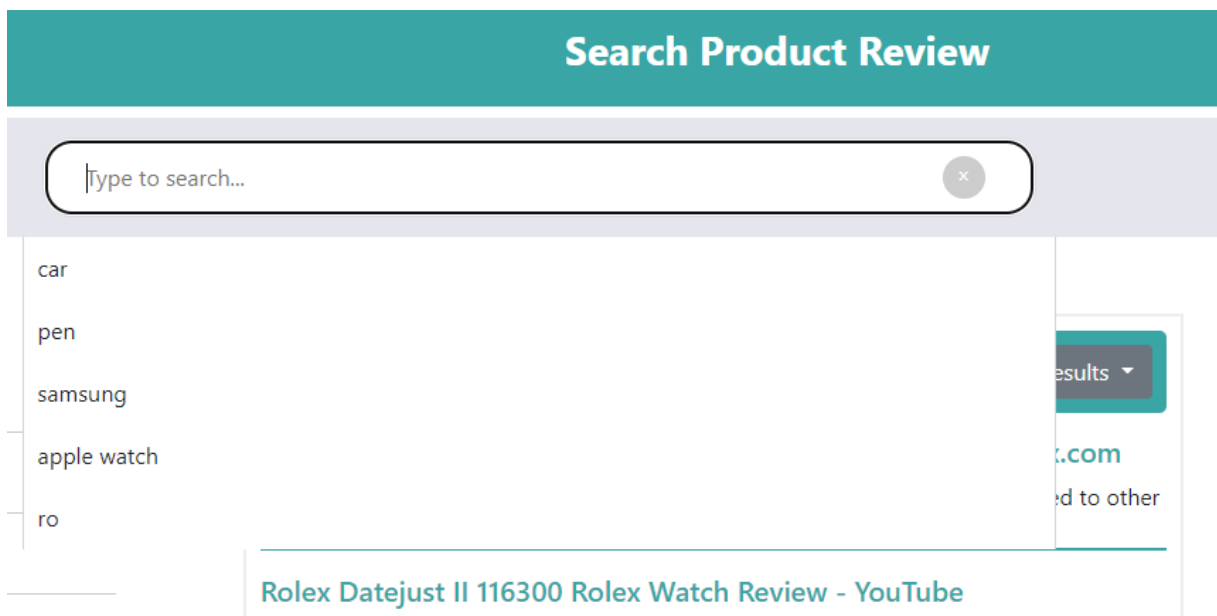 Search Product Review
Type to search...
x
car
pen
samsung
esults
apple watch
.com
ed to other
ro
Rolex Datejust II 116300 Rolex Watch Review - YouTube